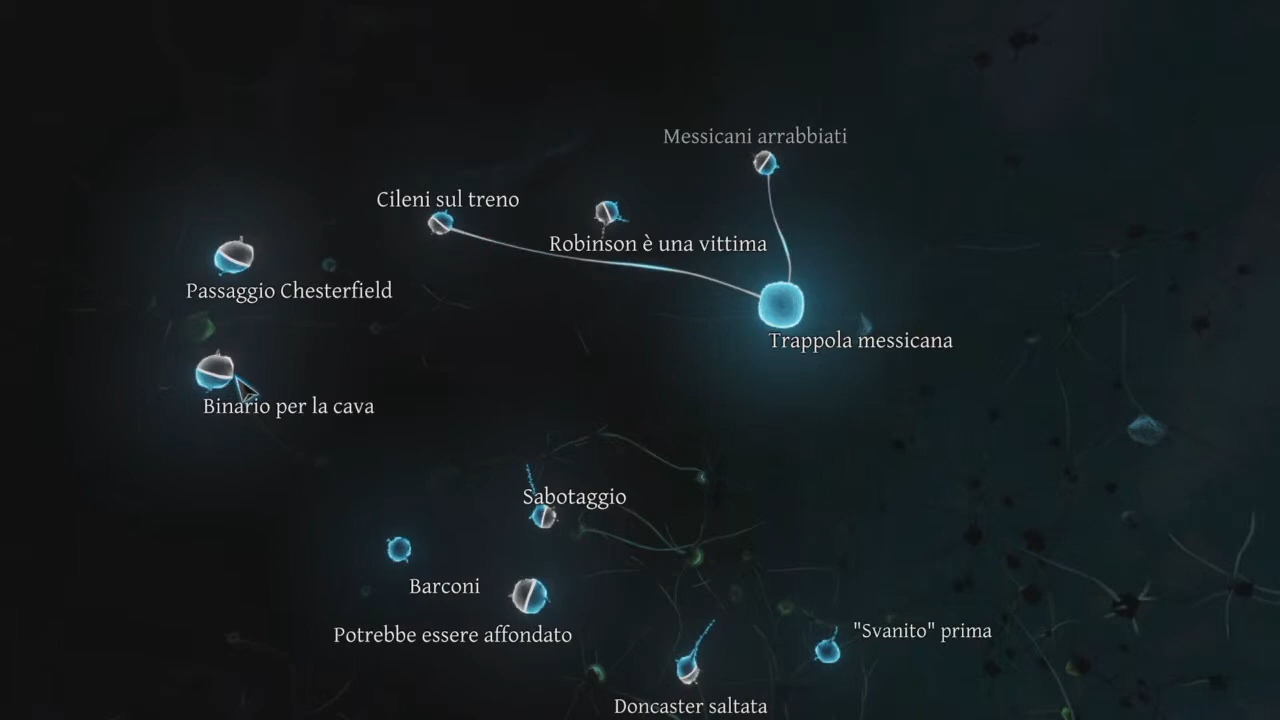 Messicani arrabbiati
Cileni sul treno
Robinson è una vittima
Passaggio Chesterfield
Trappola messicana
Binario per la cava
Sabotaggio
Barconi
Potrebbe essere affondato
"Svanito" prima
Doncaster saltata